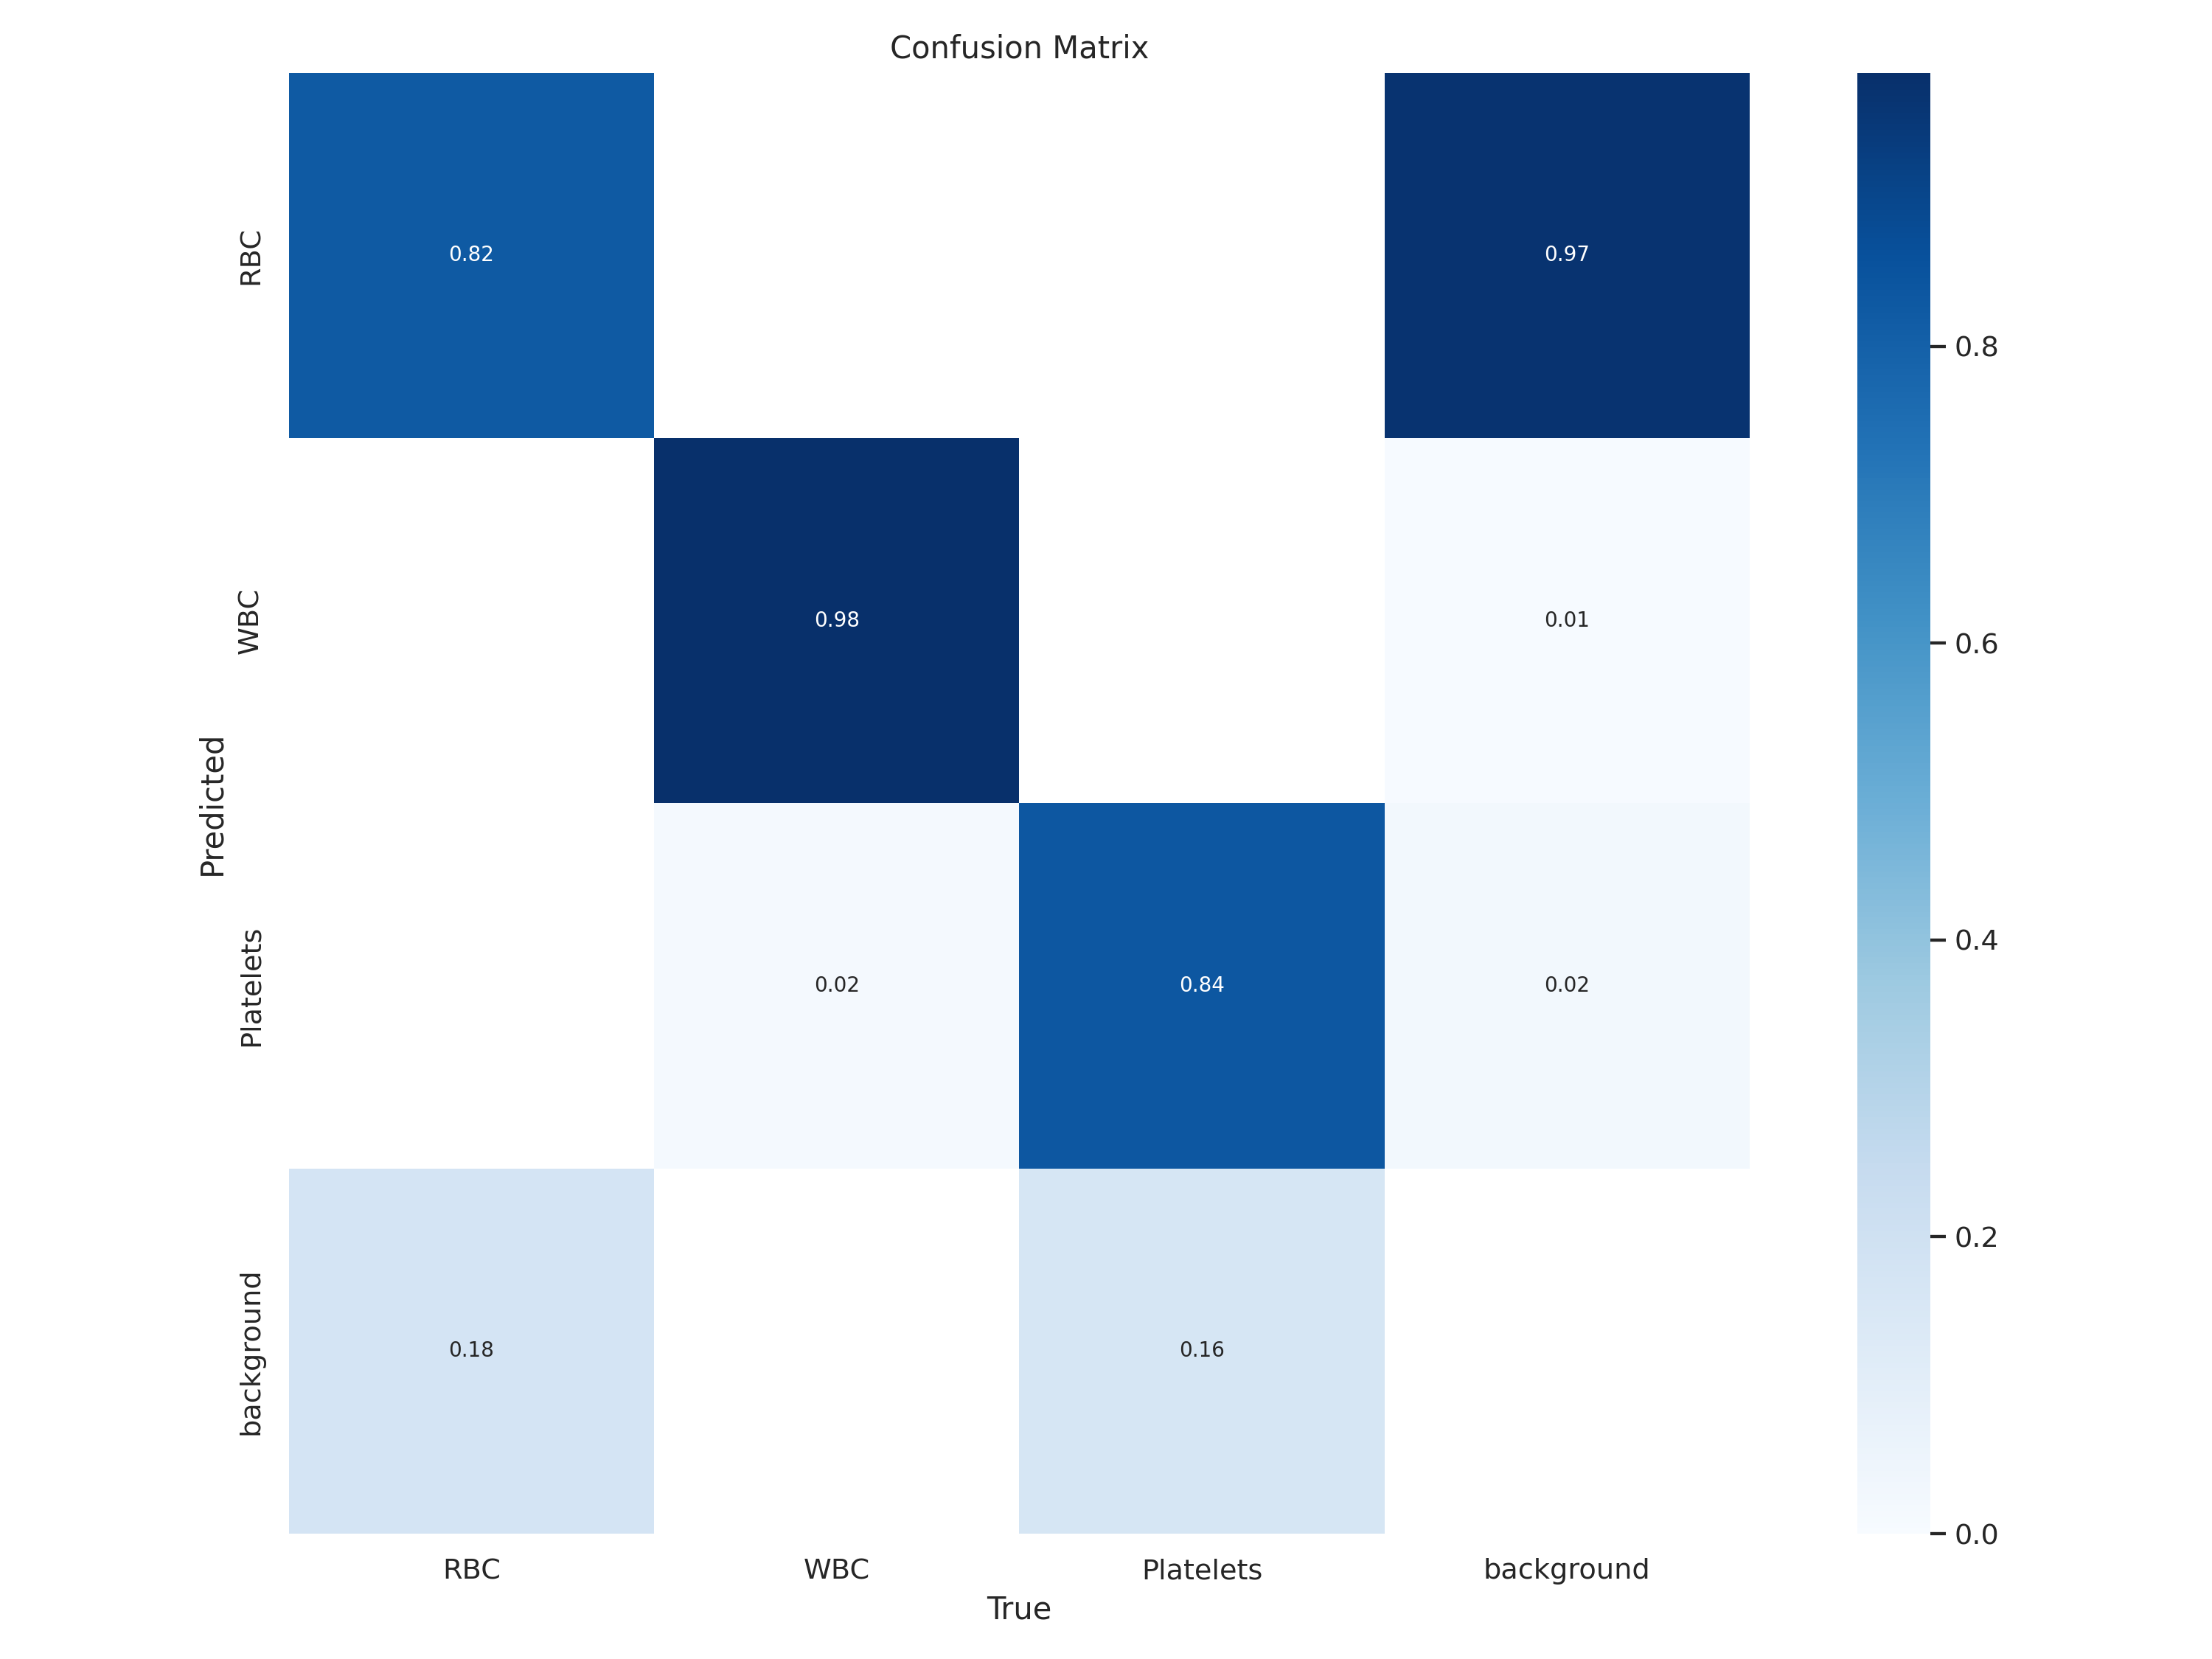 Confusion Matrix
RBC
0.82
0.97
0.8
WBC
0.98
0.01
0.6
Predicted
Platelets
0.02
0.84
0.02
0.4
background
0.18
0.16
0.2
0.0
RBC
WBC
Platelets
background
True